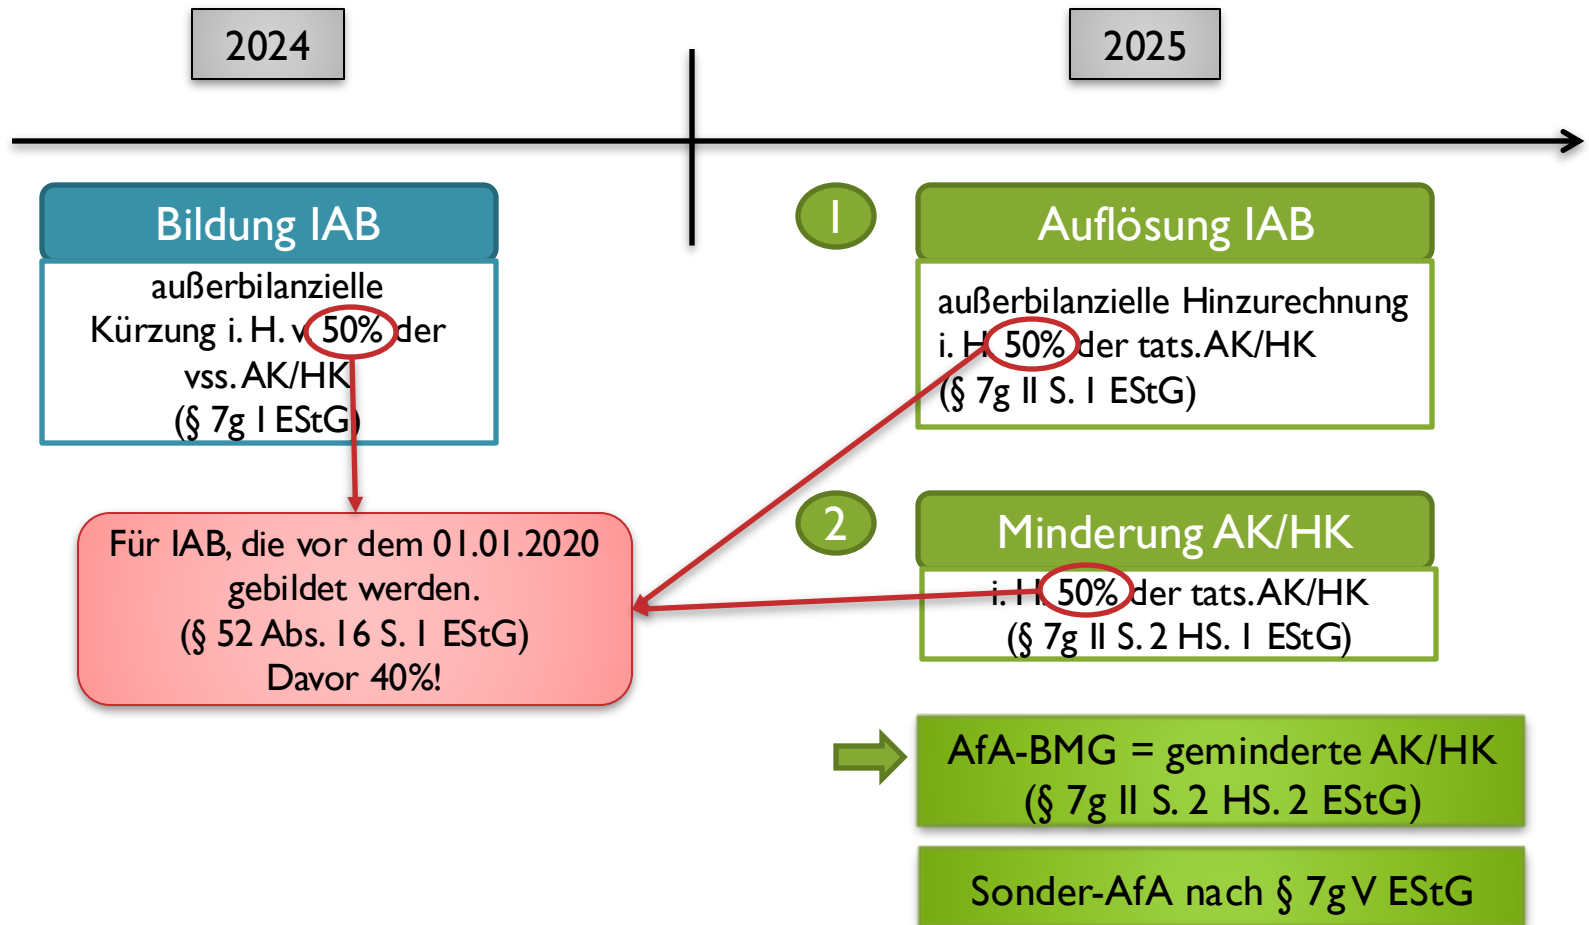 2024
2025
Bildung IAB
außerbilanzielle
Kürzung i. H. v. 50% der
vss. AK/HK
(§ 7g I EStG)
1
Auflösung IAB
außerbilanzielle Hinzurechnung
i. H. 50% der tats. AK/HK
(§ 7g II S. 1 EStG)
Für IAB, die vor dem 01.01.2020
gebildet werden.
(§ 52 Abs. 16 S. 1 EStG)
Davor 40%!
2
Minderung AK/HK
i. H. 50% der tats. AK/HK
(§ 7g II S. 2 HS. 1 EStG)
AfA-BMG = geminderte AK/HK
(§ 7g II S. 2 HS. 2 EStG)
Sonder-AfA nach § 7g V EStG